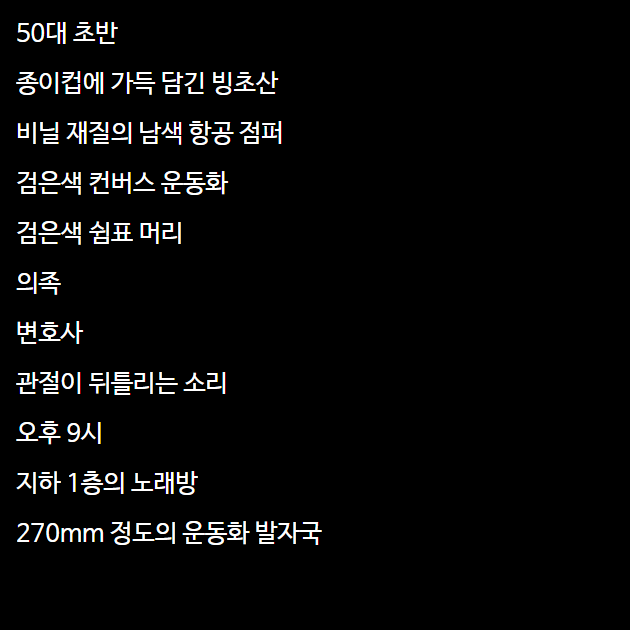 50대 초반
종이컵에 가득 담긴 빙초산
비닐 재질의 남색 항공 점퍼
검은색 컨버스 운동화
검은색 쉼표 머리
의족
변호사
관절이 뒤틀리는 소리
오후 9시
지하 1층의 노래방
270mm 정도의 운동화 발자국